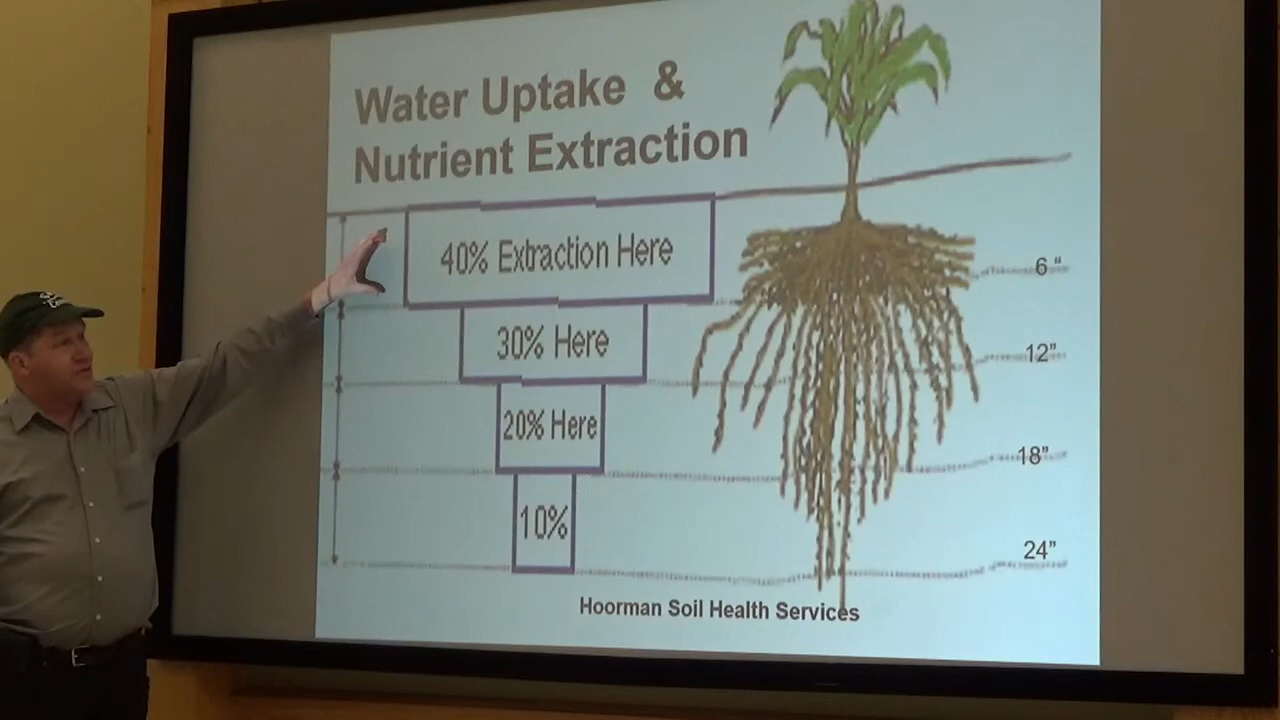 Water Uptake &
Nutrient Extraction
40% Extraction Here
6 "
30% Here
12"
20% Here
18"
10%
24"
Hoorman Soil Health Services